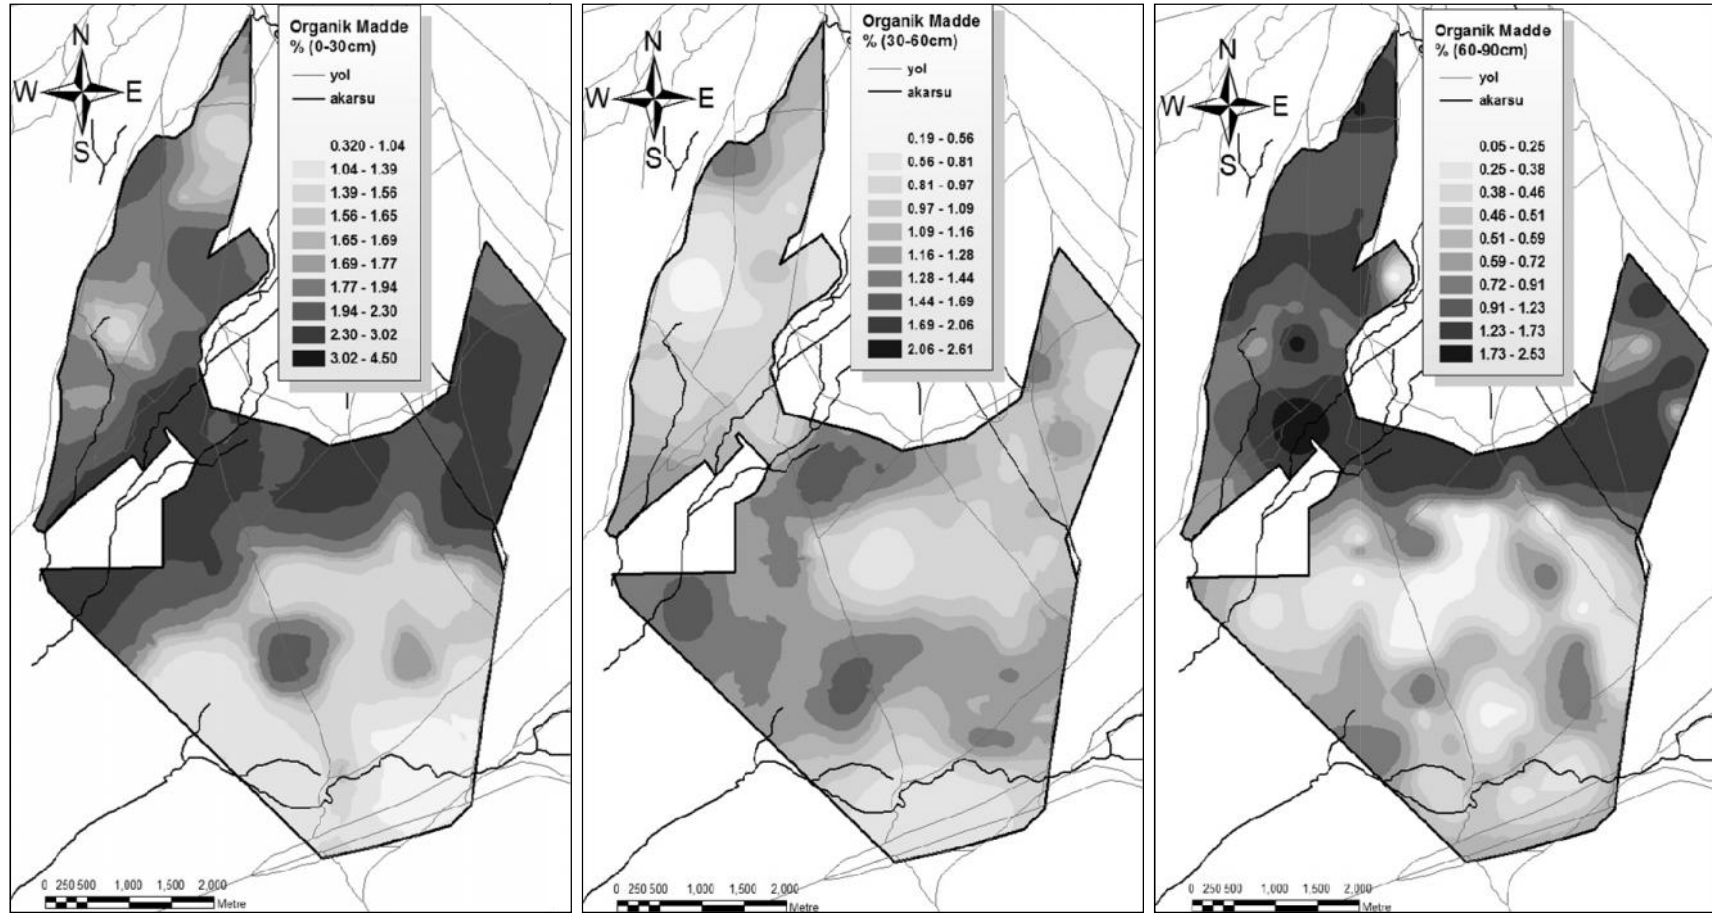 Organik Madde
% (0-30cm)
yol
akarsu
0.320 - 1.04
1.04 - 1.39
1.39 - 1.56
1.56 - 1.65
1.65 - 1.69
1.69 - 1.77
1.77 - 1.94
1.94 - 2.30
2.30 - 3.02
3.02 - 4.50
N
W E
S
0 250 500 1,000 1,500 2,000
Metre
Organik Madde
% (30-60cm)
yol
akarsu
0.19 - 0.56
0.56 - 0.81
0.81 - 0.97
0.97 - 1.09
1.09 - 1.16
1.16 - 1.28
1.28 - 1.44
1.44 - 1.69
1.69 - 2.06
2.06 - 2.61
N
W E
S
0 250 500 1,000 1,500 2,000
Metre
Organik Madde
% (60-90cm)
yol
akarsu
0.05 - 0.25
0.25 - 0.38
0.38 - 0.46
0.46 - 0.51
0.51 - 0.59
0.59 - 0.72
0.72 - 0.91
0.91 - 1.23
1.23 - 1.73
1.73 - 2.53
N
W E
S
0 250 500 1,000 1,500 2,000
Metre